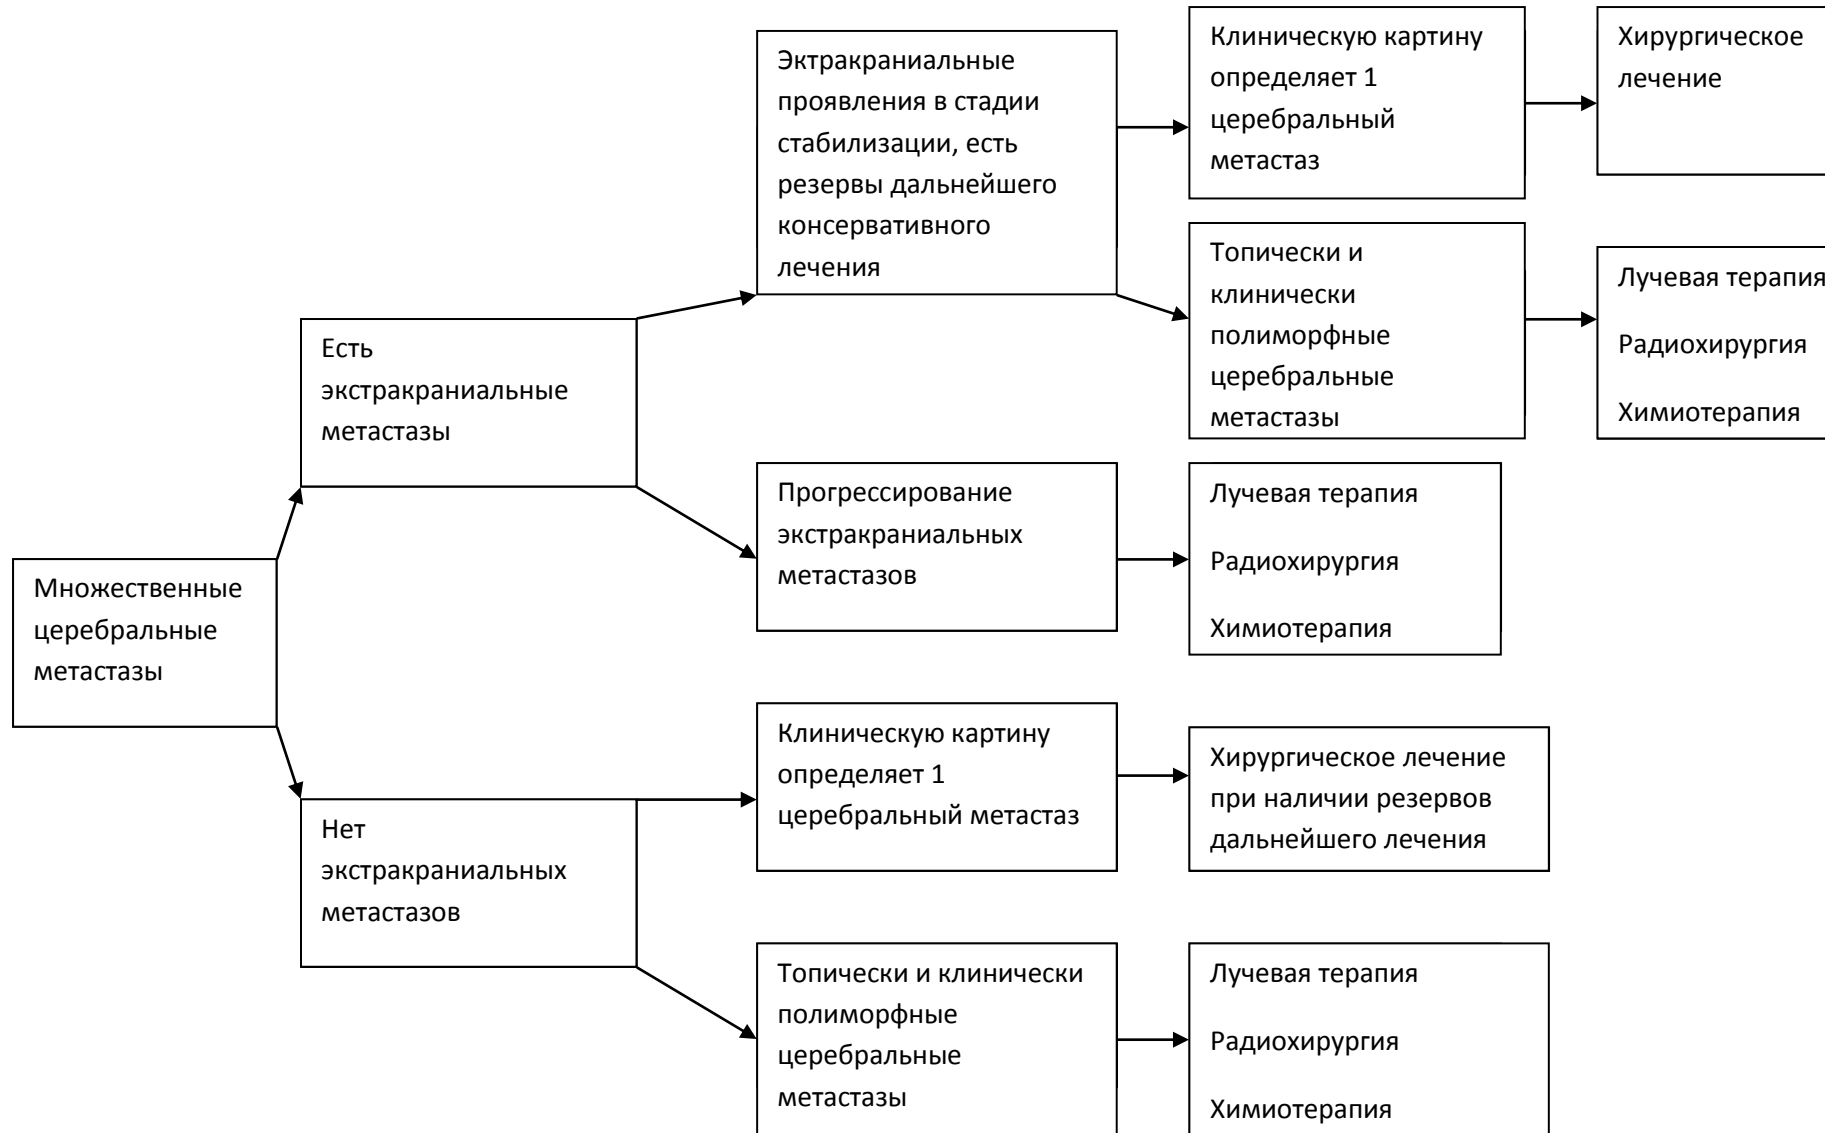 Множественные
церебральные
метастазы
Есть
экстракраниальные
метастазы
Эктракраниальные
проявления в стадии
стабилизации, есть
резервы дальнейшего
консервативного
лечения
Клиническую картину
определяет 1
церебральный
метастаз
Хирургическое
лечение
Топически и
клинически
полиморфные
церебральные
метастазы
Лучевая терапия
Радиохирургия
Химиотерапия
Прогрессирование
экстракраниальных
метастазов
Лучевая терапия
Радиохирургия
Химиотерапия
Нет
экстракраниальных
метастазов
Клиническую картину
определяет 1
церебральный метастаз
Хирургическое лечение
при наличии резервов
дальнейшего лечения
Топически и клинически
полиморфные
церебральные
метастазы
Лучевая терапия
Радиохирургия
Химиотерапия